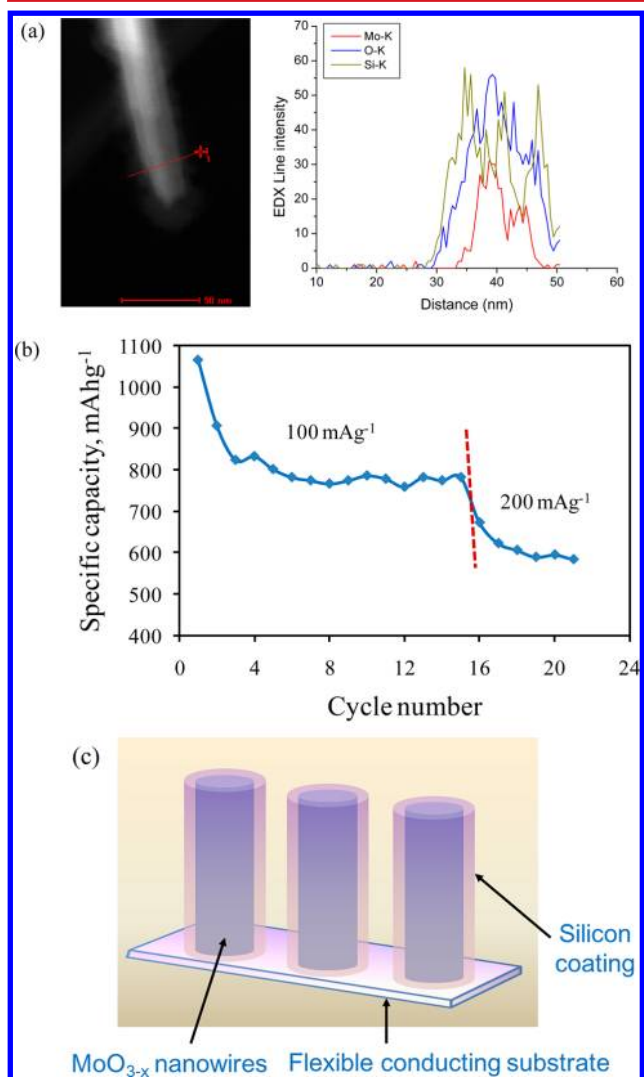 (a)
70
60
50
40
30
20
10
0
EDX Line intensity
Mo-K
O-K
Si-K
10 20 30 40 50 60
Distance (nm)
(b)
1100
1000
900
800
700
600
500
400
Specific capacity, mAhg-1
100 mAg-1
200 mAg-1
0 4 8 12 16 20 24
Cycle number
(c)
Silicon
coating
MoO3-x nanowires
Flexible conducting substrate